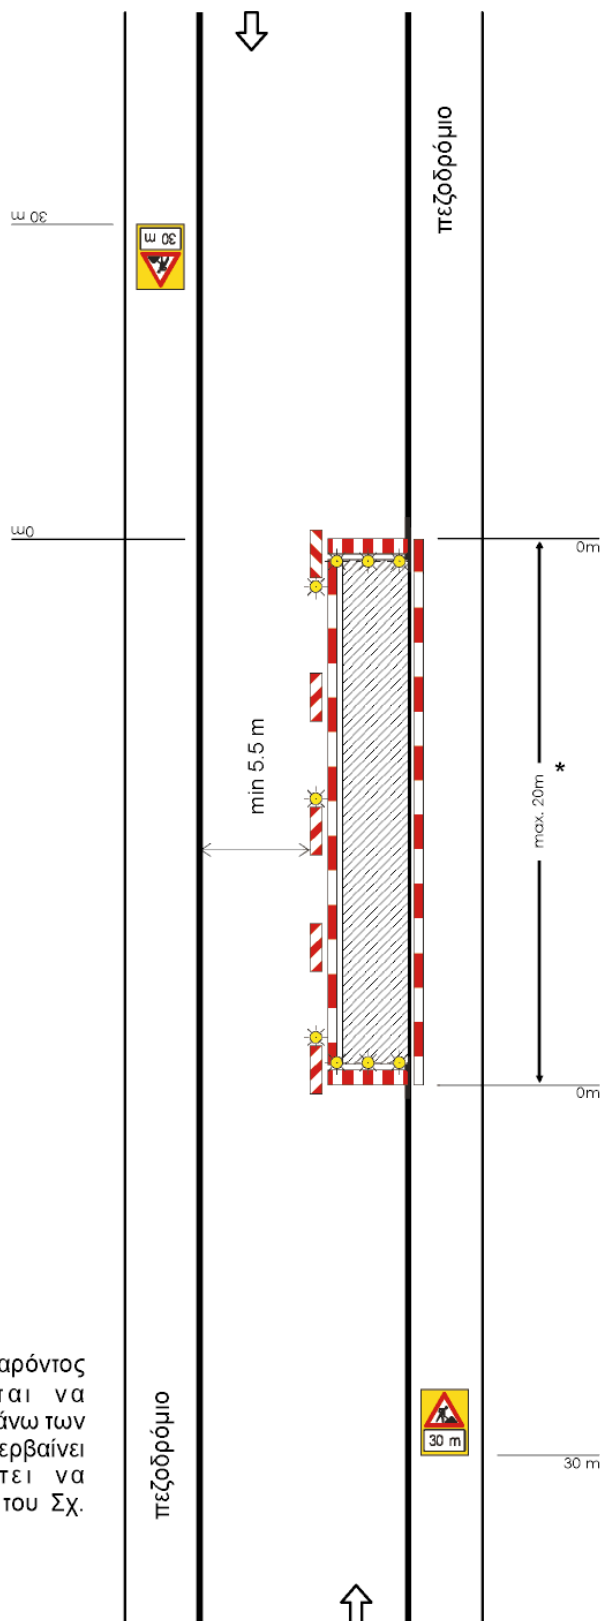 πεζοδρόμιο
30 m
30 m
0m
0m
min 5.5 m
max. 20m *
0m
αρόντος
ται να
άνω των
ερβαίνει
τει να
του Σχ.
πεζοδρόμιο
30 m
30 m